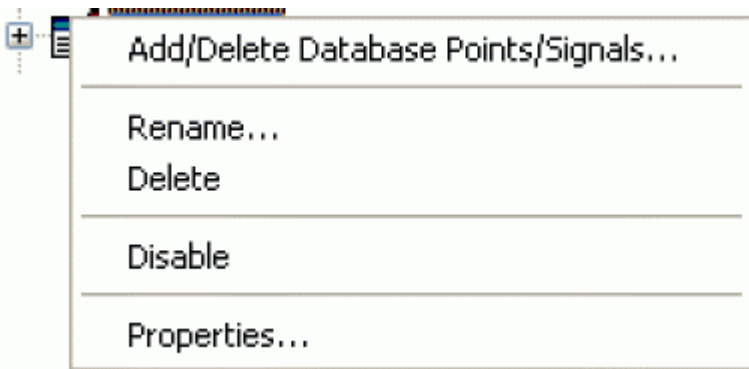 Add/Delete Database Points/Signals...
Rename...
Delete
Disable
Properties...